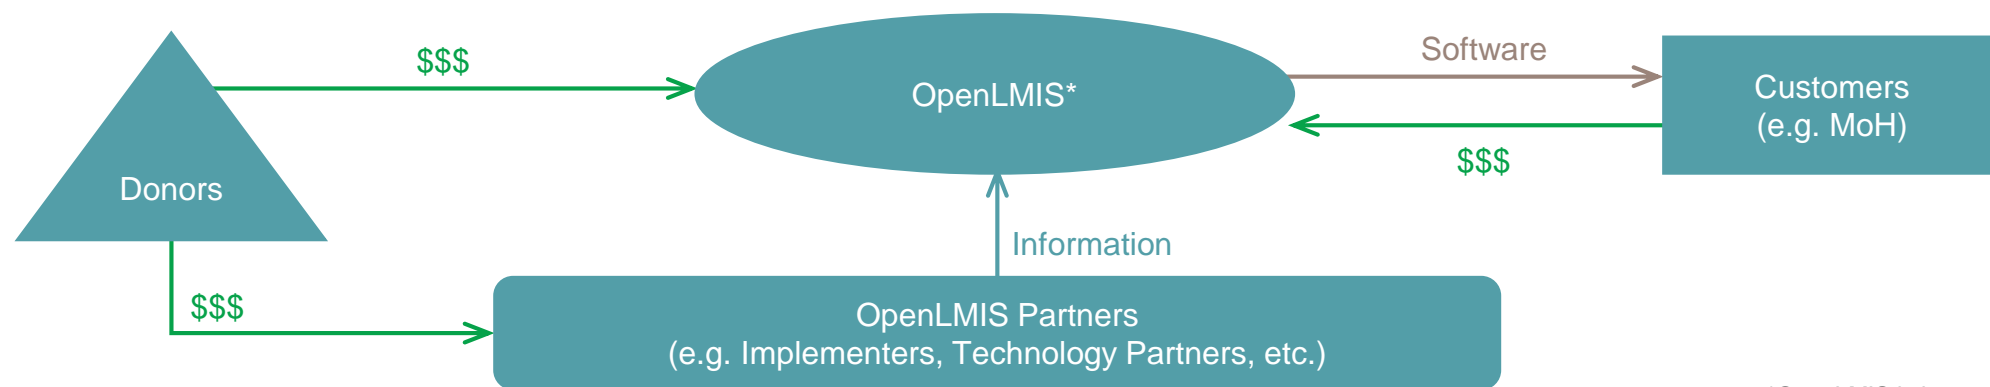 $$$
OpenLMIS*
Software
Customers
(e.g. MoH)
$$$
Donors
Information
$$$
OpenLMIS Partners
(e.g. Implementers, Technology Partners, etc.)